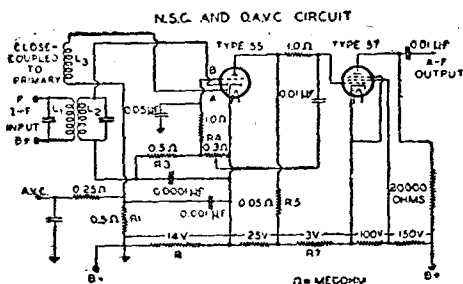 N.S.C. AND D.A.V.C CIRCUIT
CLOSE-
COUPLED
TO
PRIMARY
L3
TYPE 55
1.0Ω
TYPE 57
0.01μF
A-F
OUTPUT
B
A
P
I-F
INPUT
B+
L1
L2
.05μF
1.0Ω
R4
0.01μF
0.5Ω
R3
0.3Ω
0.0001μF
A.V.C.
0.25Ω
0.001μF
0.05Ω
R5
0.5Ω
R1
20000
OHMS
14V
25V
3V
100V
150V
R
R7
B-
B+
Ω = MEGOHM